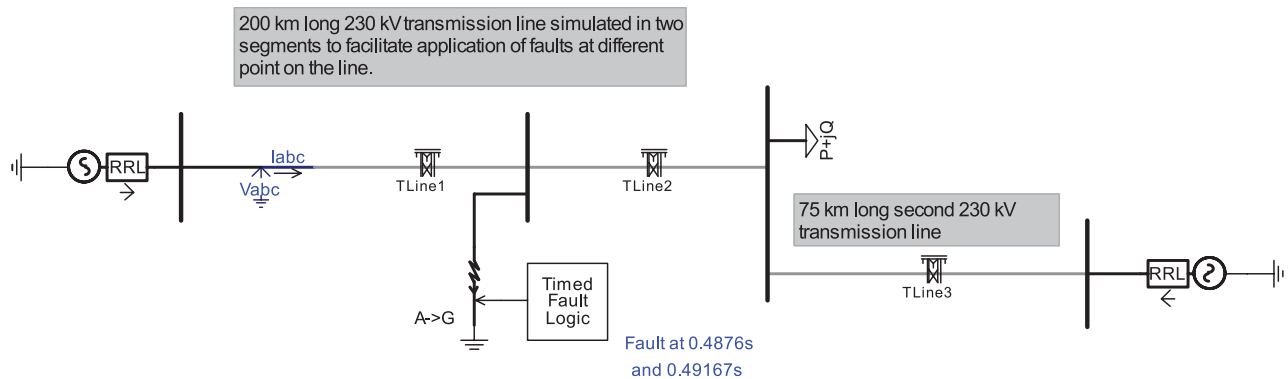 200 km long 230 kV transmission line simulated in two
segments to facilitate application of faults at different
point on the line.
RRL
Iabc
Vabc
TLine1
TLine2
P+jQ
75 km long second 230 kV
transmission line
TLine3
RRL
A->G
Timed
Fault
Logic
Fault at 0.4876s
and 0.49167s